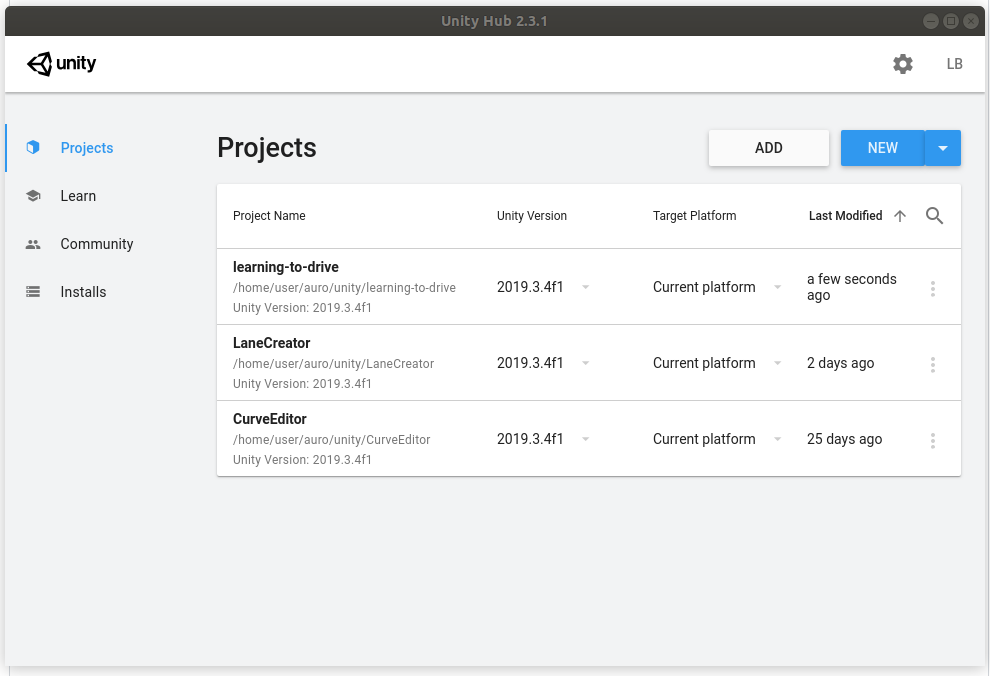 Unity Hub 2.3.1
unity
LB
Projects
Learn
Community
Installs
Projects
ADD
NEW
Project Name Unity Version Target Platform Last Modified
learning-to-drive
/home/user/auro/unity/learning-to-drive
Unity Version: 2019.3.4f1
2019.3.4f1
Current platform
a few seconds
ago
LaneCreator
/home/user/auro/unity/LaneCreator
Unity Version: 2019.3.4f1
2019.3.4f1
Current platform
2 days ago
CurveEditor
/home/user/auro/unity/CurveEditor
Unity Version: 2019.3.4f1
2019.3.4f1
Current platform
25 days ago